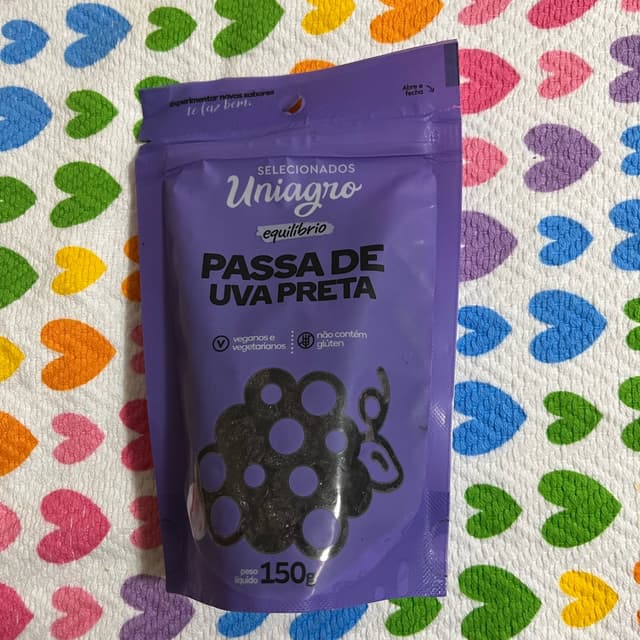 experimentar novos sabores
te faz bem.
Abre e
fecha
SELECIONADOS
Uniagro
equilíbrio
PASSA DE
UVA PRETA
V
veganos e
vegetarianos
não contém
glúten
peso
líquido 150g